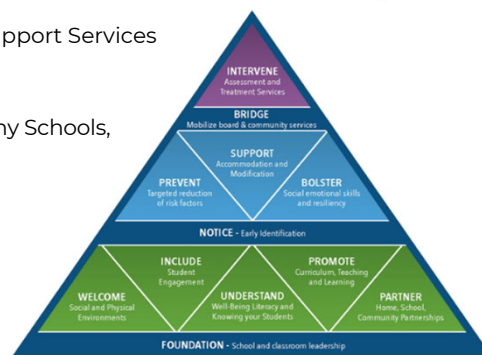 pport Services
ny Schools,
INTERVENE
Assessment and
Treatment Services
BRIDGE
Mobilize board & community services
SUPPORT
Accommodation and
Modification
PREVENT
Targeted reduction
of risk factors
BOLSTER
Social emotional skills
and resiliency
NOTICE - Early Identification
INCLUDE
Student
Engagement
PROMOTE
Curriculum, Teaching
and Learning
WELCOME
Social and Physical
Environments
UNDERSTAND
Well-Being Literacy and
Knowing your Students
PARTNER
Home, School,
Community Partnerships
FOUNDATION - School and classroom leadership